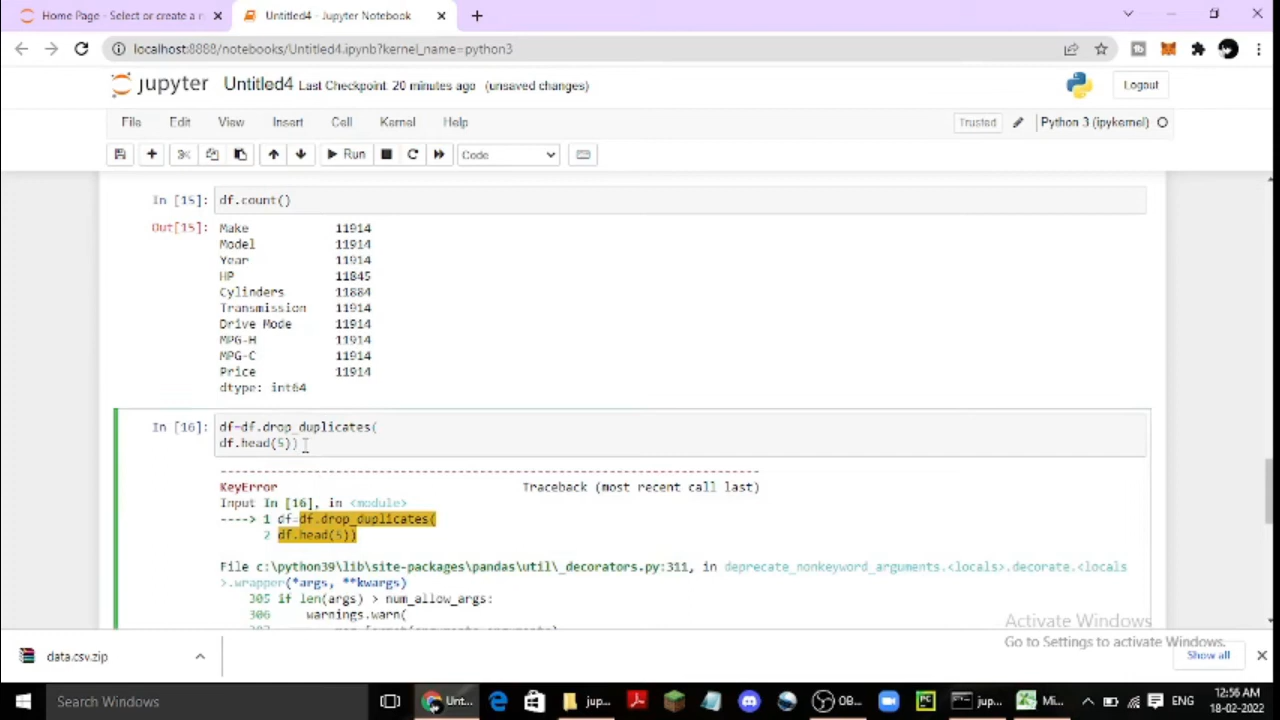 Home Page - Select or create a n
Untitled4 - Jupyter Notebook
localhost:8888/notebooks/Untitled4.ipynb?kernel_name=python3
jupyter Untitled4 Last Checkpoint: 20 minutes ago (unsaved changes)
Logout
File Edit View Insert Cell Kernel Help
Trusted Python 3 (ipykernel)
Run Code
In [15]: df.count()
Out[15]: Make 11914
Model 11914
Year 11914
HP 11845
Cylinders 11884
Transmission 11914
Drive Mode 11914
MPG-H 11914
MPG-C 11914
Price 11914
dtype: int64
In [16]: df=df.drop_duplicates(
df.head(5))
---------------------------------------------------------------------------
KeyError Traceback (most recent call last)
Input In [16], in <module>
----> 1 df=df.drop_duplicates(
2 df.head(5))
File c:\python39\lib\site-packages\pandas\util\_decorators.py:311, in deprecate_nonkeyword_arguments.<locals>.decorate.<locals
>.wrapper(*args, **kwargs)
305 if len(args) > num_allow_args:
306 warnings.warn(
Activate Windows
Go to Settings to activate Windows.
data.csv.zip
Show all
Search Windows
Unt...
jup...
OB...
PC
jup...
Mi...
ENG
12:56 AM
18-02-2022